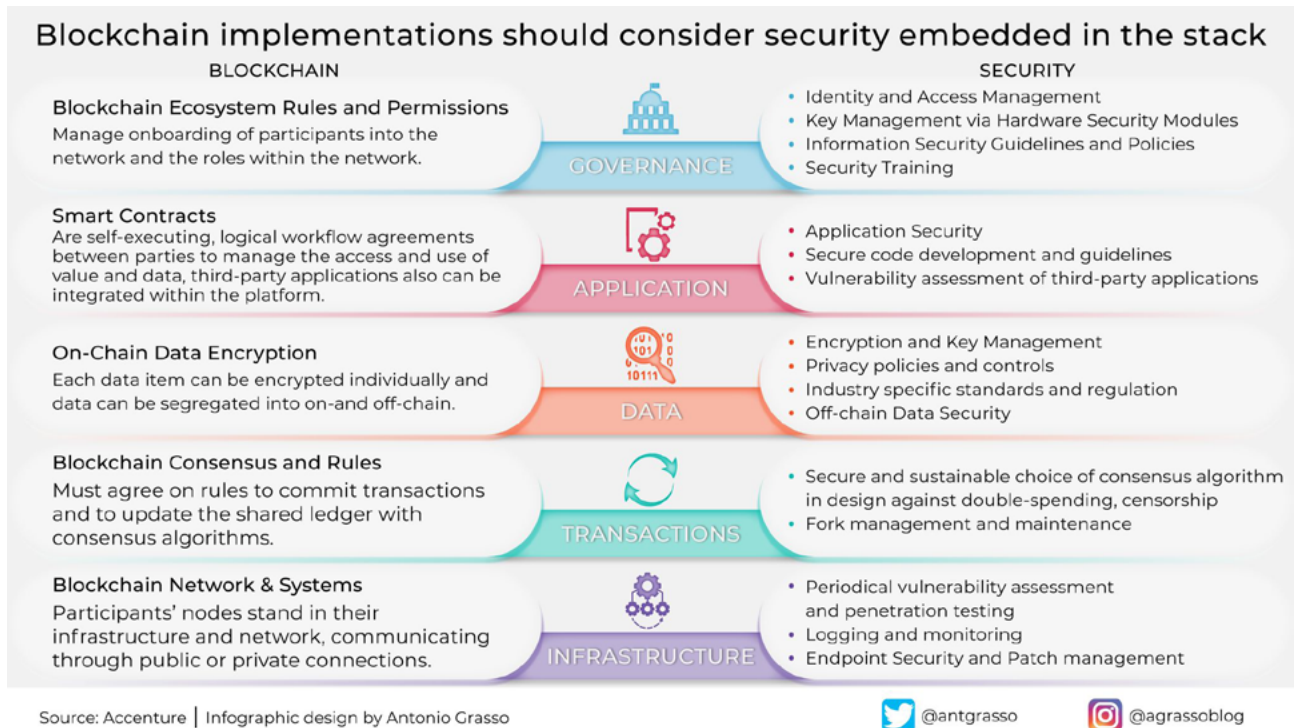 Blockchain implementations should consider security embedded in the stack
BLOCKCHAIN
SECURITY
Blockchain Ecosystem Rules and Permissions
Manage onboarding of participants into the
network and the roles within the network.
GOVERNANCE
• Identity and Access Management
• Key Management via Hardware Security Modules
• Information Security Guidelines and Policies
• Security Training
Smart Contracts
Are self-executing, logical workflow agreements
between parties to manage the access and use of
value and data, third-party applications also can be
integrated within the platform.
APPLICATION
• Application Security
• Secure code development and guidelines
• Vulnerability assessment of third-party applications
On-Chain Data Encryption
Each data item can be encrypted individually and
data can be segregated into on-and off-chain.
101
10111
DATA
• Encryption and Key Management
• Privacy policies and controls
• Industry specific standards and regulation
• Off-chain Data Security
Blockchain Consensus and Rules
Must agree on rules to commit transactions
and to update the shared ledger with
consensus algorithms.
TRANSACTIONS
• Secure and sustainable choice of consensus algorithm
in design against double-spending, censorship
• Fork management and maintenance
Blockchain Network & Systems
Participants’ nodes stand in their
infrastructure and network, communicating
through public or private connections.
INFRASTRUCTURE
• Periodical vulnerability assessment
and penetration testing
• Logging and monitoring
• Endpoint Security and Patch management
Source: Accenture | Infographic design by Antonio Grasso
@antgrasso
@agrassoblog